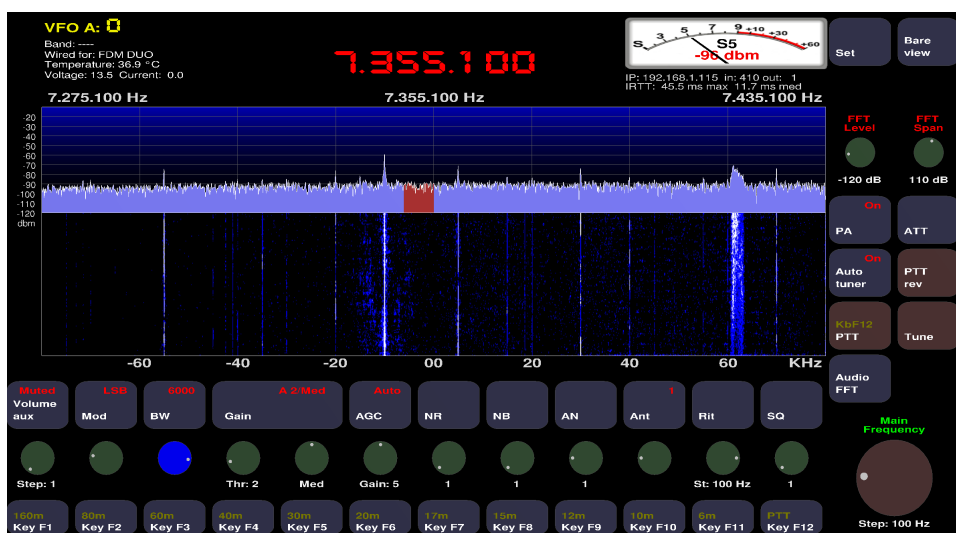 VFO A: 0
Band: ----
Wired for: FDM DUO
Temperature: 36.9 °C
Voltage: 13.5 Current: 0.0
7.355.100
S 3 5 7 9 +10 +30 +60
S5
-96 dbm
IP: 192.168.1.115 in: 410 out: 1
IRTT: 45.5 ms max 11.7 ms med
Set
Bare view
7.275.100 Hz 7.355.100 Hz 7.435.100 Hz
-20
-30
-40
-50
-60
-70
-80
-90
-100
-110
-120
dbm
-60 -40 -20 00 20 40 60 KHz
FFT Level
FFT Span
-120 dB
110 dB
On
PA
ATT
On
Auto tuner
PTT rev
KbF12
PTT
Tune
Audio FFT
Muted
Volume aux
LSB
Mod
6000
BW
A 2/Med
Gain
Auto
AGC
NR
NB
AN
1
Ant
Rit
SQ
Step: 1
Thr: 2
Med
Gain: 5
1
1
1
St: 100 Hz
1
Main Frequency
Step: 100 Hz
160m
Key F1
80m
Key F2
60m
Key F3
40m
Key F4
30m
Key F5
20m
Key F6
17m
Key F7
15m
Key F8
12m
Key F9
10m
Key F10
6m
Key F11
PTT
Key F12